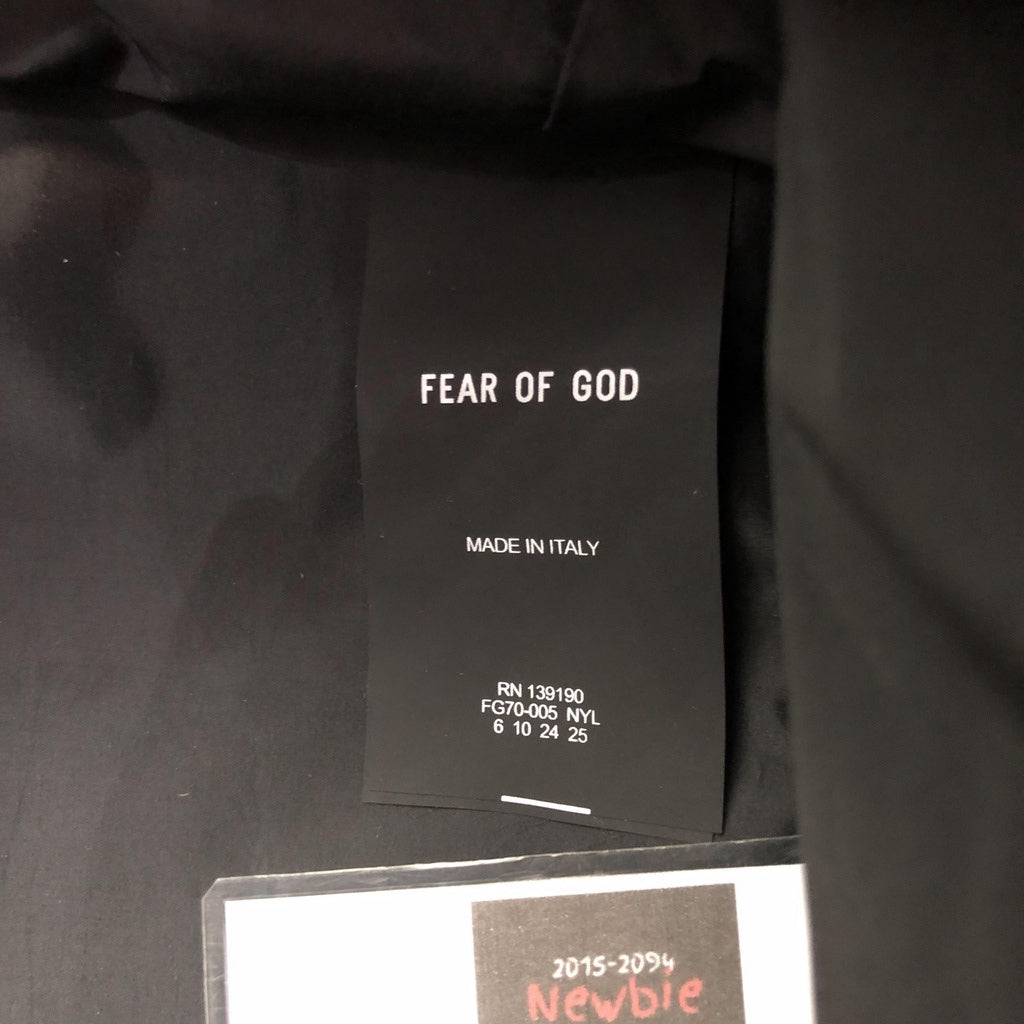 FEAR OF GOD
MADE IN ITALY
RN 139190
FG70-005 NYL
6 10 24 25
2015-2094
Newbie